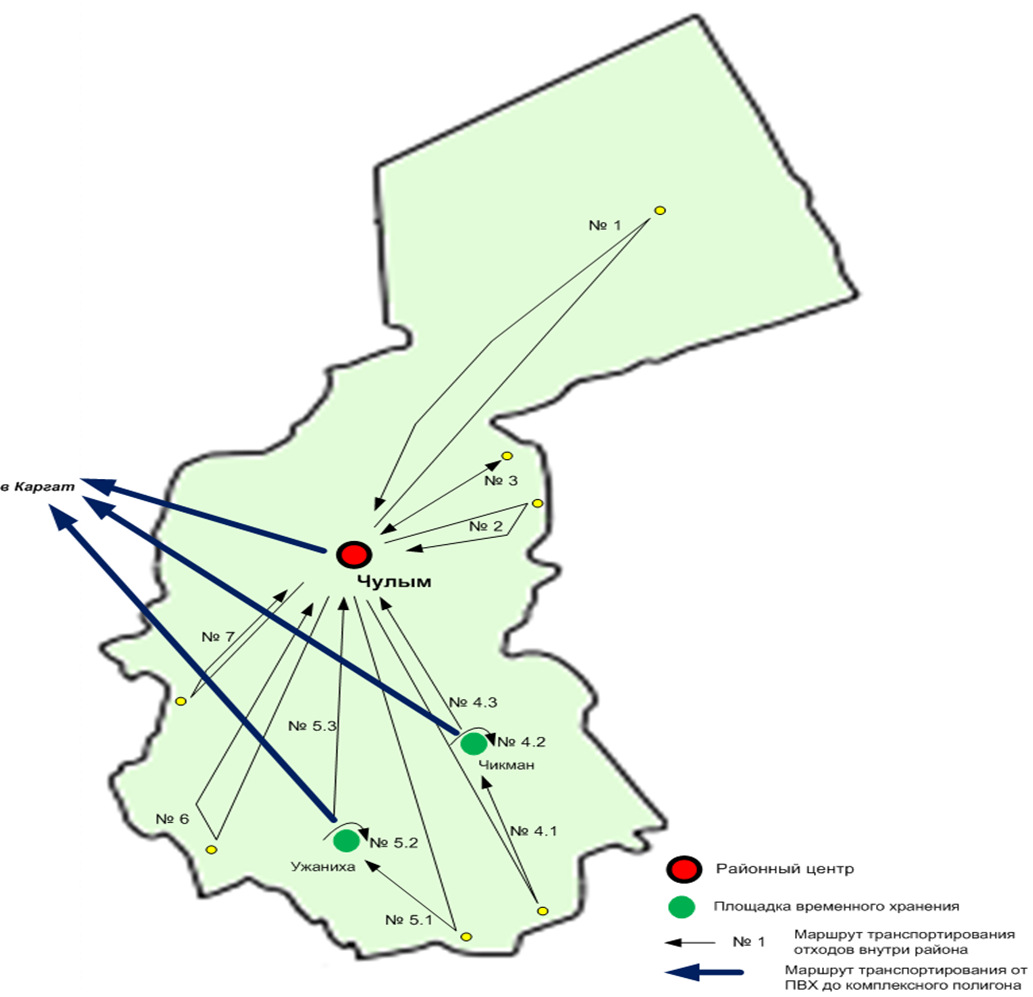 № 1
№ 3
в Каргат
№ 2
Чулым
№ 7
№ 4.3
№ 5.3
№ 4.2
Чикман
№ 6
№ 4.1
№ 5.2
Ужаниха
№ 5.1
Районный центр
Площадка временного хранения
№ 1
Маршрут транспортирования
отходов внутри района
Маршрут транспортирования от
ПВХ до комплексного полигона